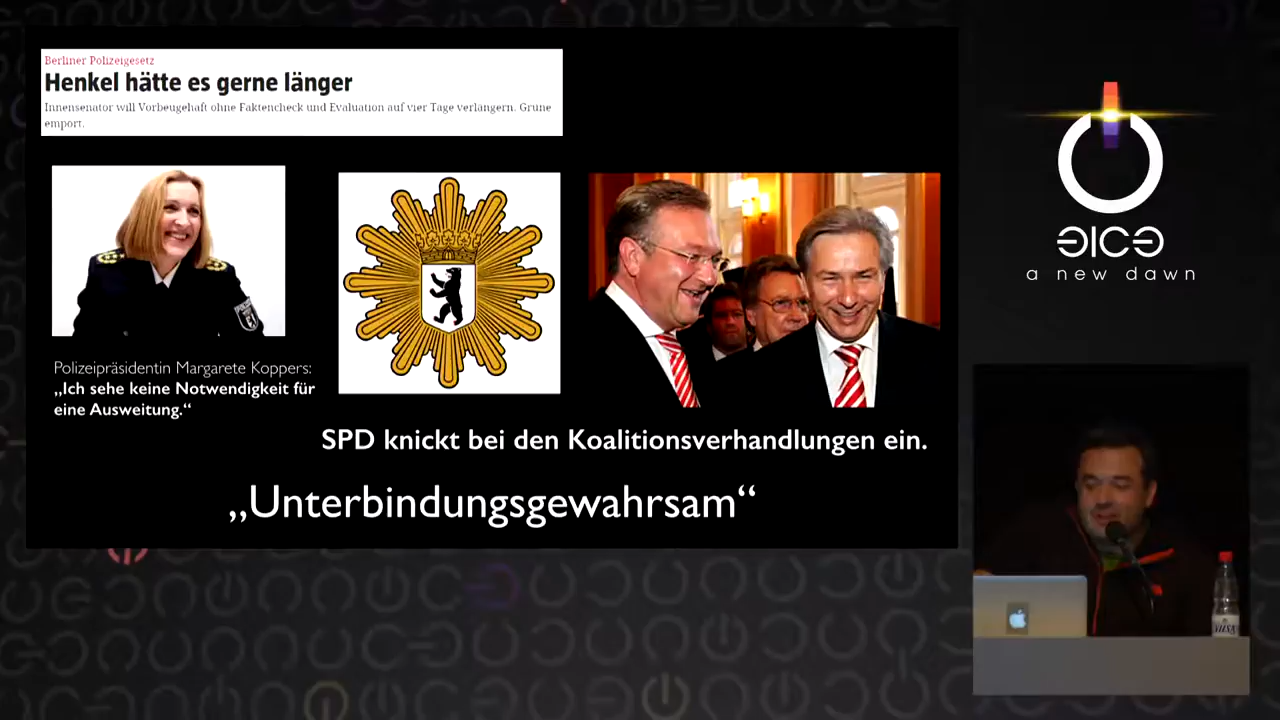 Berliner Polizeigesetz
Henkel hätte es gerne länger
Innensenator will Vorbeugehaft ohne Faktencheck und Evaluation auf vier Tage verlängern. Grüne
empört.
Polizeipräsidentin Margarete Koppers:
„Ich sehe keine Notwendigkeit für
eine Ausweitung.“
SPD knickt bei den Koalitionsverhandlungen ein.
„Unterbindungsgewahrsam“
a new dawn
VILSA